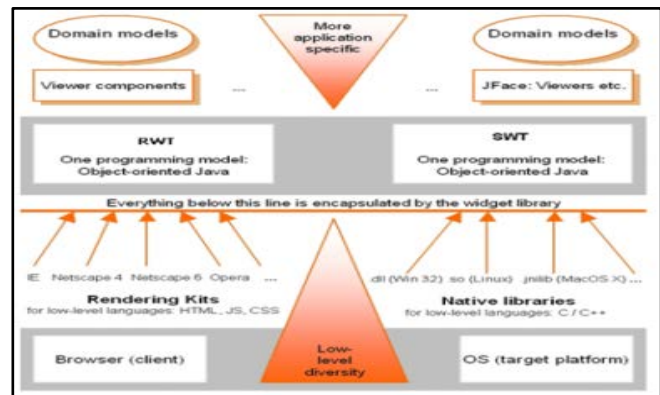 Domain models
More
application
specific
Domain models
Viewer components
...
...
JFace: Viewers etc.
RWT
One programming model:
Object-oriented Java
SWT
One programming model:
Object-oriented Java
Everything below this line is encapsulated by the widget library
IE Netscape 4 Netscape 6 Opera ...
dll (Win 32) so (Linux) jnilib (MacOS X) ...
Rendering Kits
for low-level languages: HTML, JS, CSS
Native libraries
for low-level languages: C / C++
Browser (client)
Low-
level
diversity
OS (target platform)